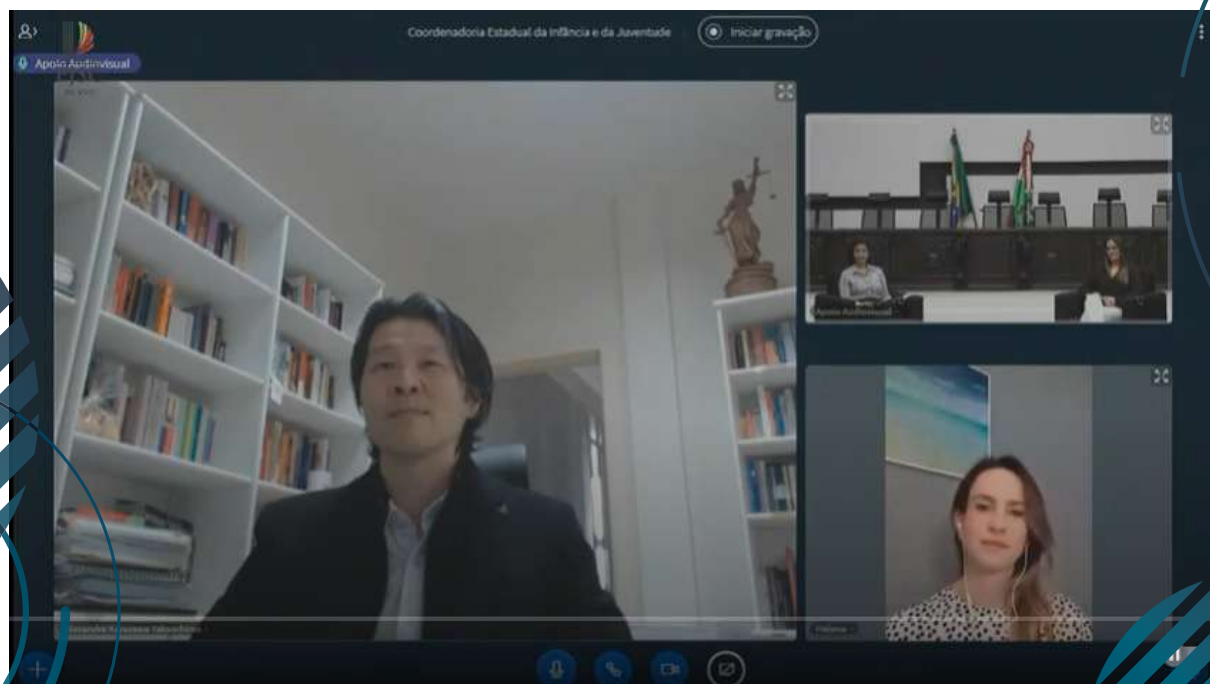 Coordenadoria Estadual da Infância e da Juventude
Iniciar gravação
Apoio Audiovisual
Apoio Audiovisual